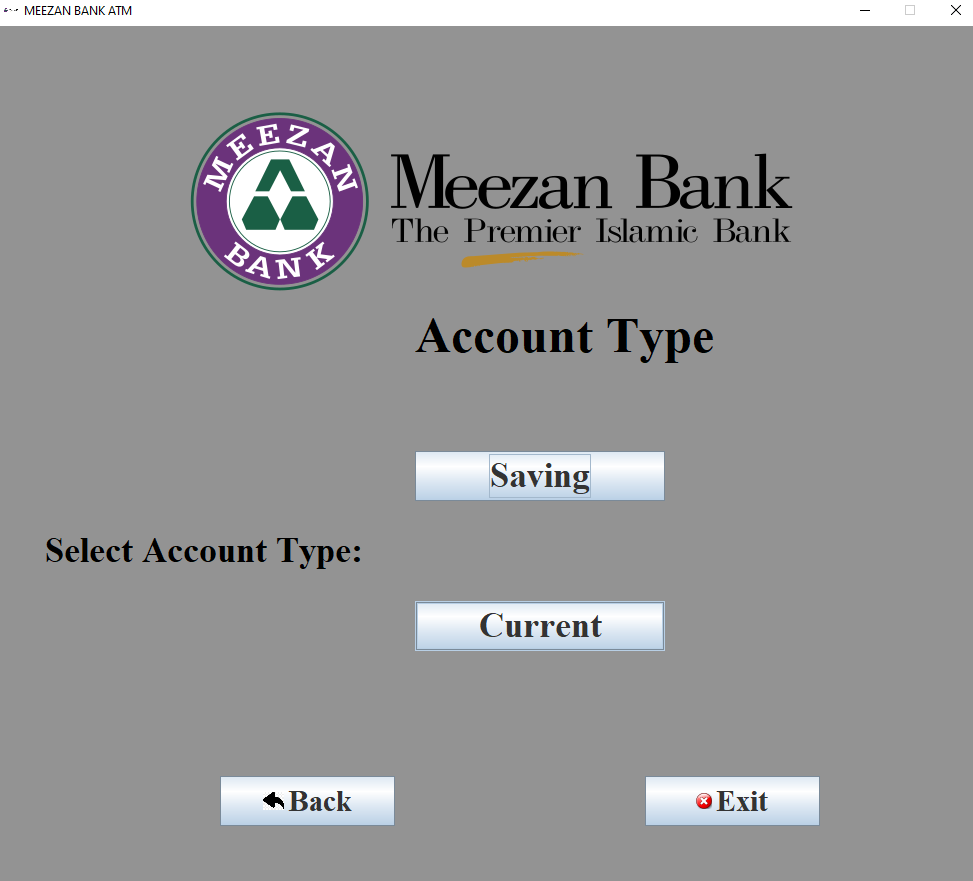 MEEZAN BANK ATM
MEEZAN
BANK
Meezan Bank
The Premier Islamic Bank
Account Type
Saving
Select Account Type:
Current
Back
Exit